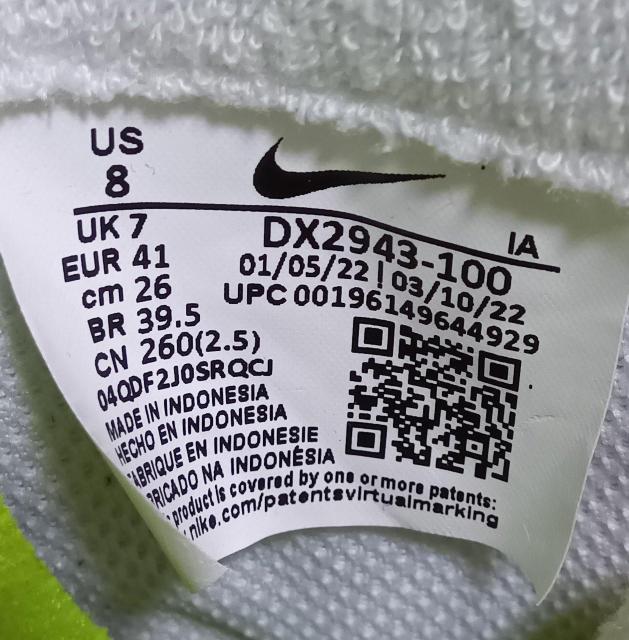 US
8
UK 7
EUR 41
cm 26
BR 39.5
CN 260(2.5)
04QDF2J0SRQCJ
IA
DX2943-100
01/05/22 | 03/10/22
UPC 00196149644929
MADE IN INDONESIA
HECHO EN INDONESIA
ABRIQUE EN INDONESIE
BRICADO NA INDONÉSIA
product is covered by one or more patents:
nike.com/patentsvirtualmarking